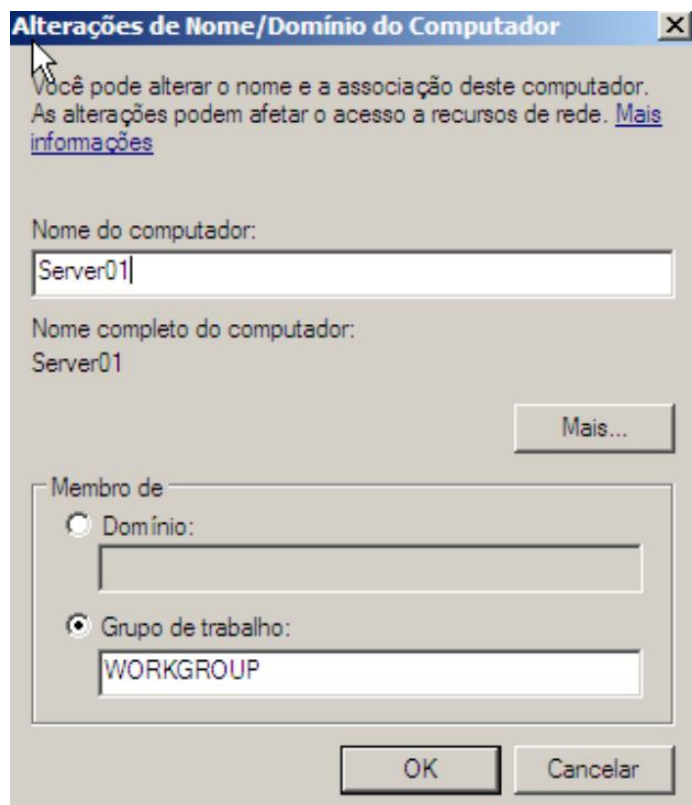 Alterações de Nome/Domínio do Computador
Você pode alterar o nome e a associação deste computador.
As alterações podem afetar o acesso a recursos de rede. Mais
informações
Nome do computador:
Server01
Nome completo do computador:
Server01
Mais...
Membro de
Domínio:
Grupo de trabalho:
WORKGROUP
OK
Cancelar